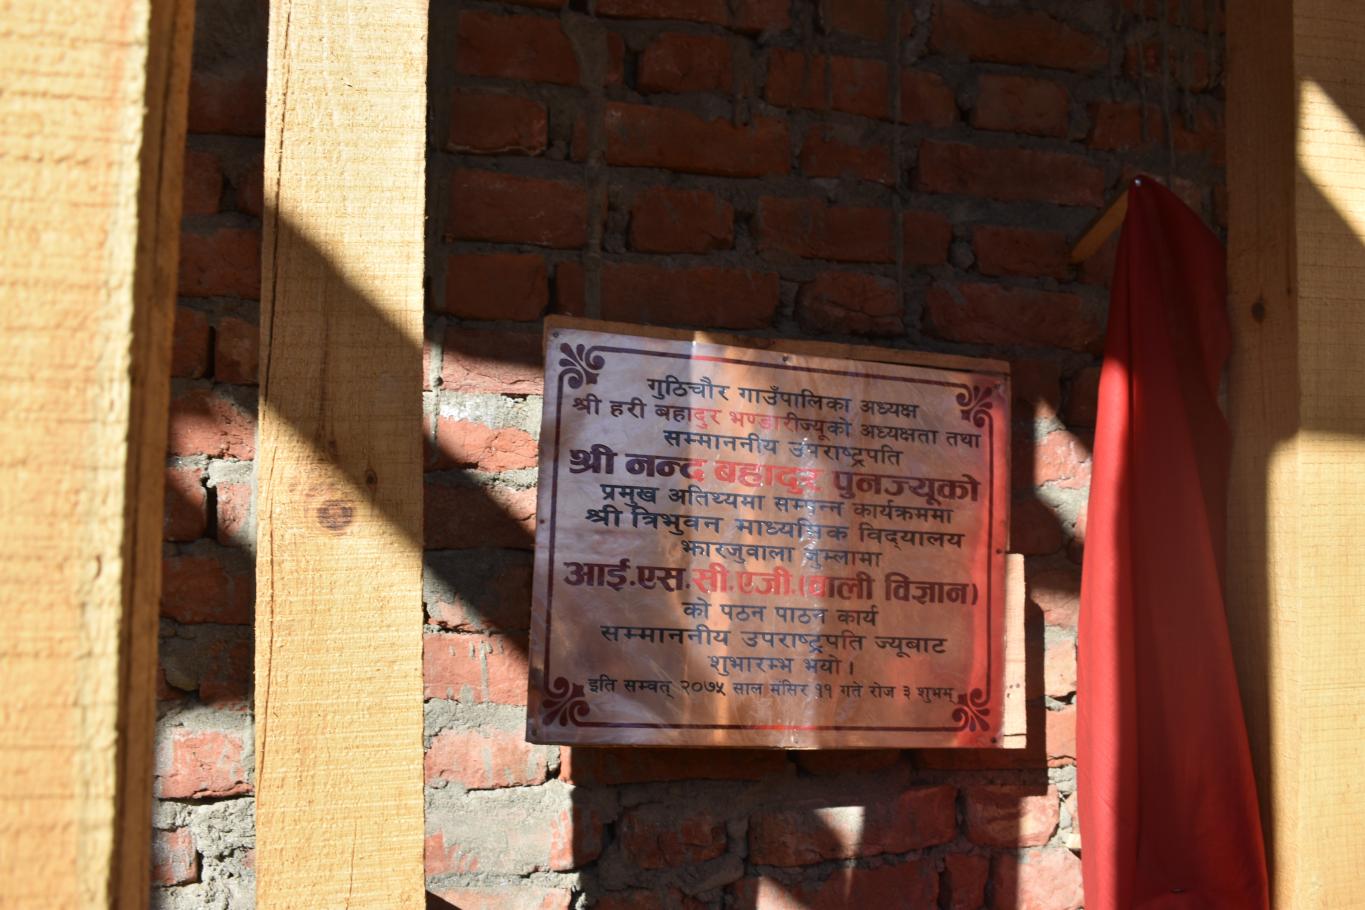 गुठिचौर गाउँपालिका अध्यक्ष
श्री हरी बहादुर भण्डारीज्यूको अध्यक्षता तथा
सम्माननीय उपराष्ट्रपति
श्री नन्द बहादुर पुनज्यूको
प्रमुख अतिथ्यमा सम्पन्न कार्यक्रममा
श्री त्रिभुवन माध्यमिक विद्यालय
झारजुवाला जुम्लामा
आई.एस.सी.एजी.(बाली विज्ञान)
को पठन पाठन कार्य
सम्माननीय उपराष्ट्रपति ज्यूबाट
शुभारम्भ भयो ।
इति सम्वत् २०७५ साल मंसिर ११ गते रोज ३ शुभम्